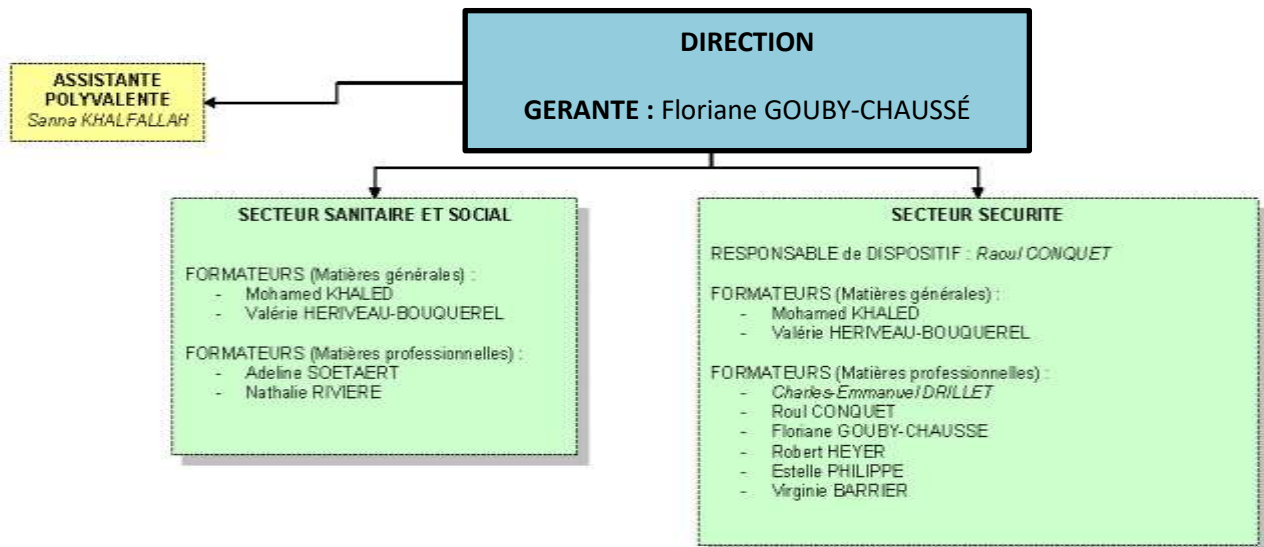 DIRECTION
GERANTE : Floriane GOUBY-CHAUSSÉ
ASSISTANTE
POLYVALENTE
Sanna KHALFALLAH
SECTEUR SANITAIRE ET SOCIAL
FORMATEURS (Matières générales) :
- Mohamed KHALED
- Valérie HERIVEAU-BOUQUEREL
FORMATEURS (Matières professionnelles) :
- Adeline SOETAERT
- Nathalie RIVIERE
SECTEUR SECURITE
RESPONSABLE de DISPOSITIF : Raoul CONQUET
FORMATEURS (Matières générales) :
- Mohamed KHALED
- Valérie HERIVEAU-BOUQUEREL
FORMATEURS (Matières professionnelles) :
- Charles-Emmanuel DRILLET
- Roul CONQUET
- Floriane GOUBY-CHAUSSE
- Robert HEYER
- Estelle PHILIPPE
- Virginie BARRIER